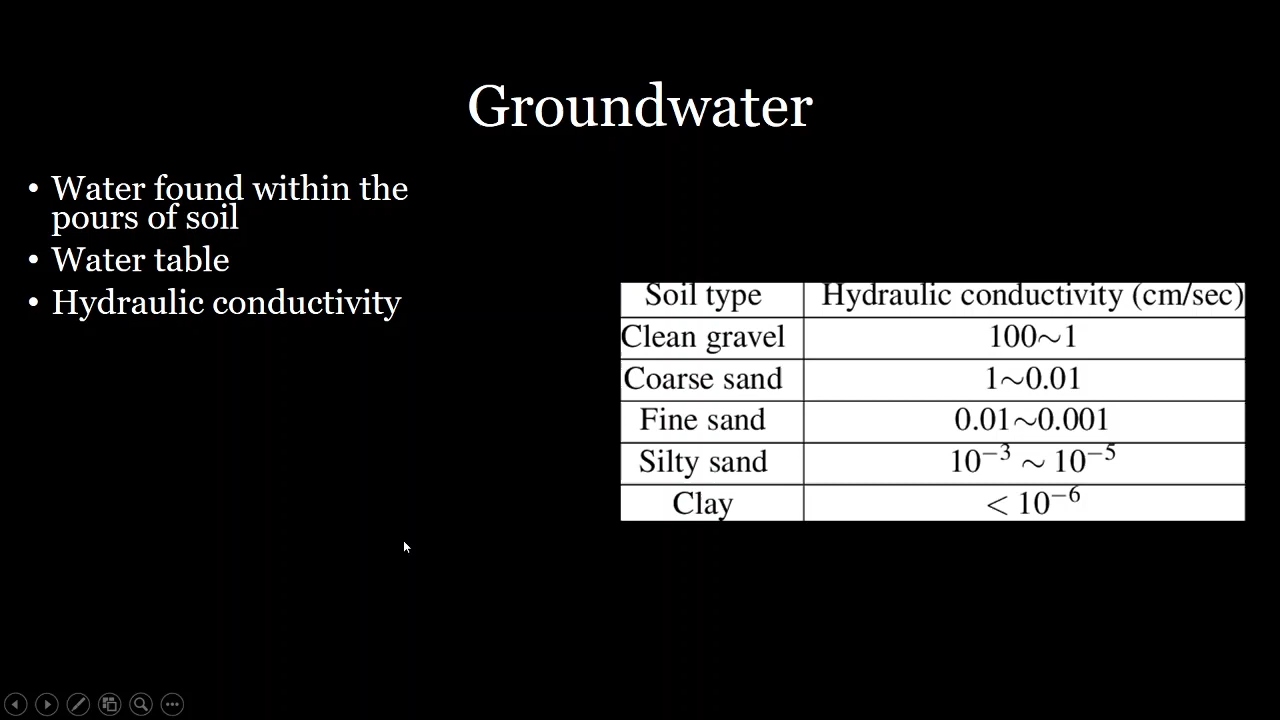 Groundwater
• Water found within the
pours of soil
• Water table
• Hydraulic conductivity
Soil type Hydraulic conductivity (cm/sec)
Clean gravel 100~1
Coarse sand 1~0.01
Fine sand 0.01~0.001
Silty sand 10⁻³ ~ 10⁻⁵
Clay < 10⁻⁶